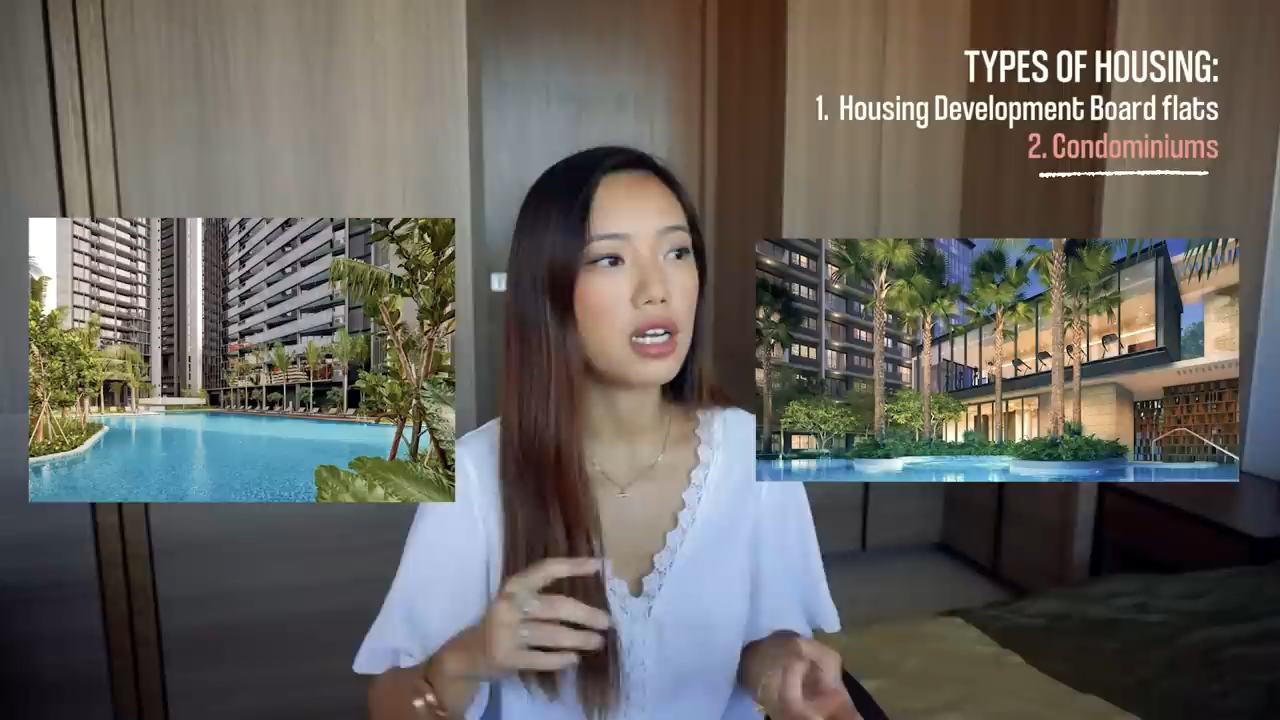 TYPES OF HOUSING:
1. Housing Development Board flats
2. Condominiums